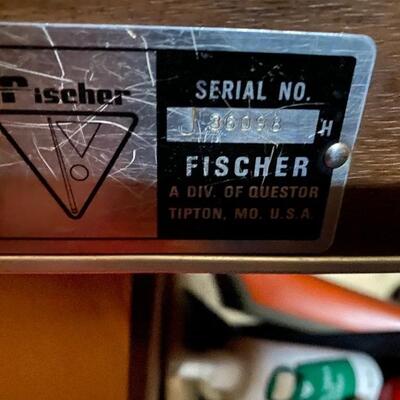 Fischer
SERIAL NO.
J 36098 H
FISCHER
A DIV. OF QUESTOR
TIPTON, MO. U.S.A.